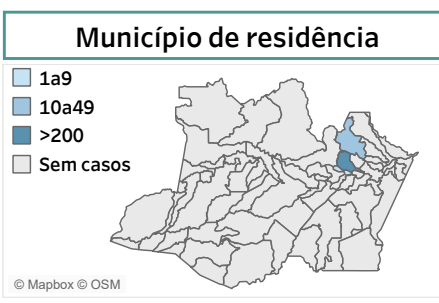 Município de residência
1a9
10a49
>200
Sem casos
© Mapbox © OSM